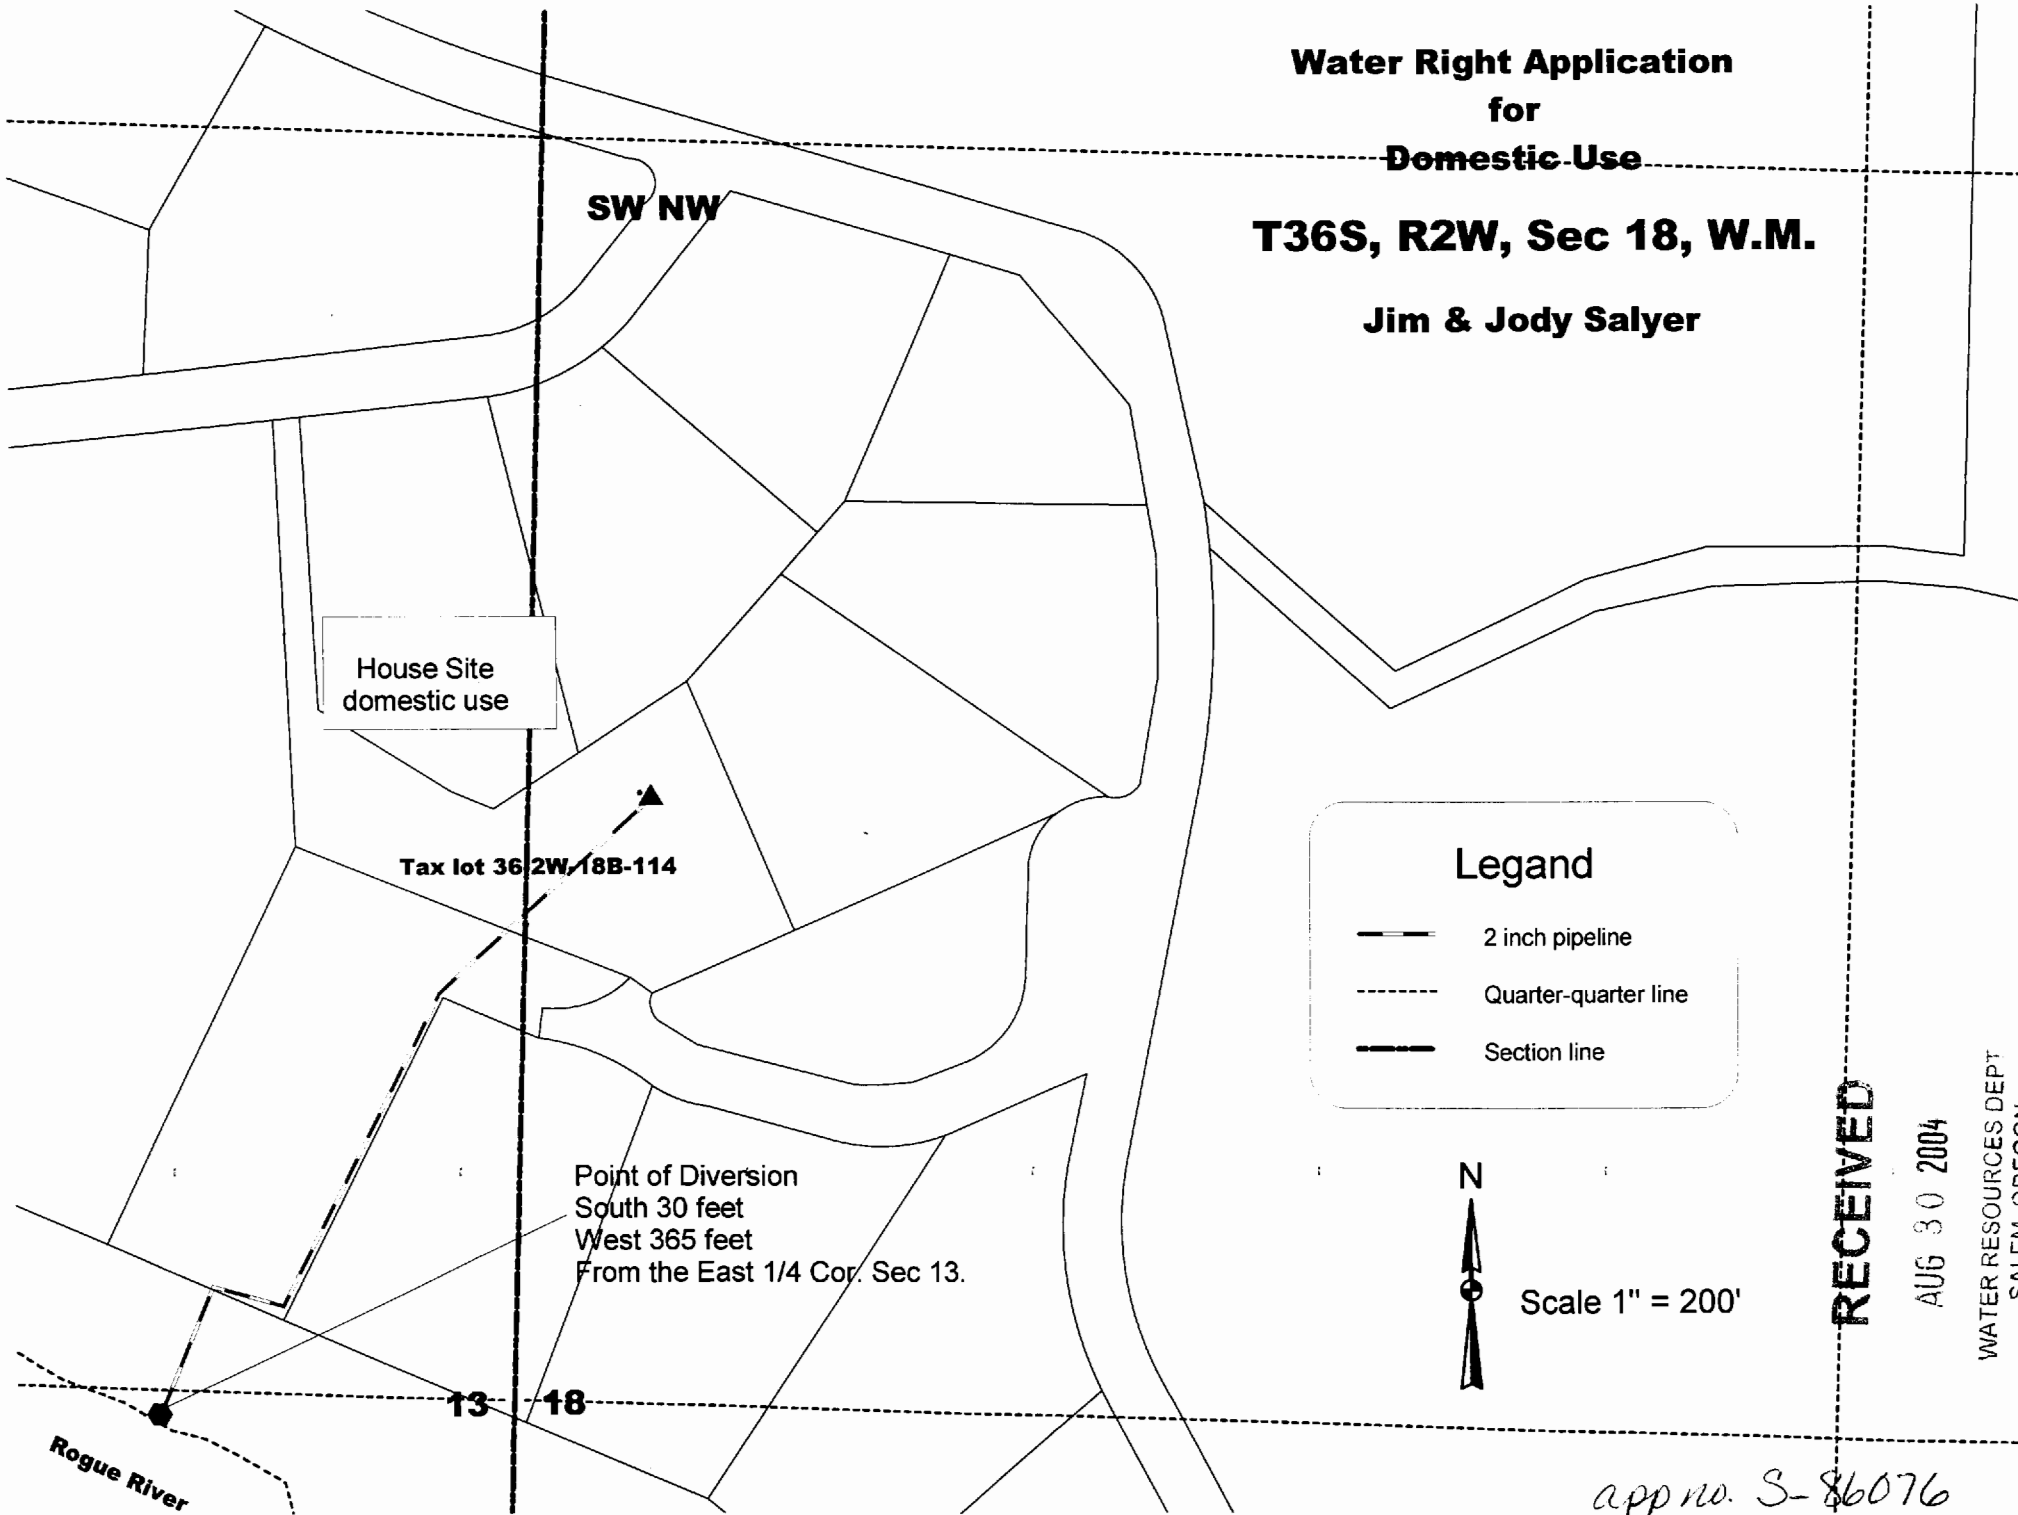 Water Right Application
for
Domestic Use
T36S, R2W, Sec 18, W.M.
Jim & Jody Salyer
SW NW
House Site
domestic use
Tax lot 36-2W-18B-114
Legand
2 inch pipeline
Quarter-quarter line
Section line
Point of Diversion
South 30 feet
West 365 feet
From the East 1/4 Cor. Sec 13.
N
Scale 1" = 200'
13 18
Rogue River
RECEIVED
AUG 30 2004
WATER RESOURCES DEPT
SALEM, OREGON
app no. S-86076